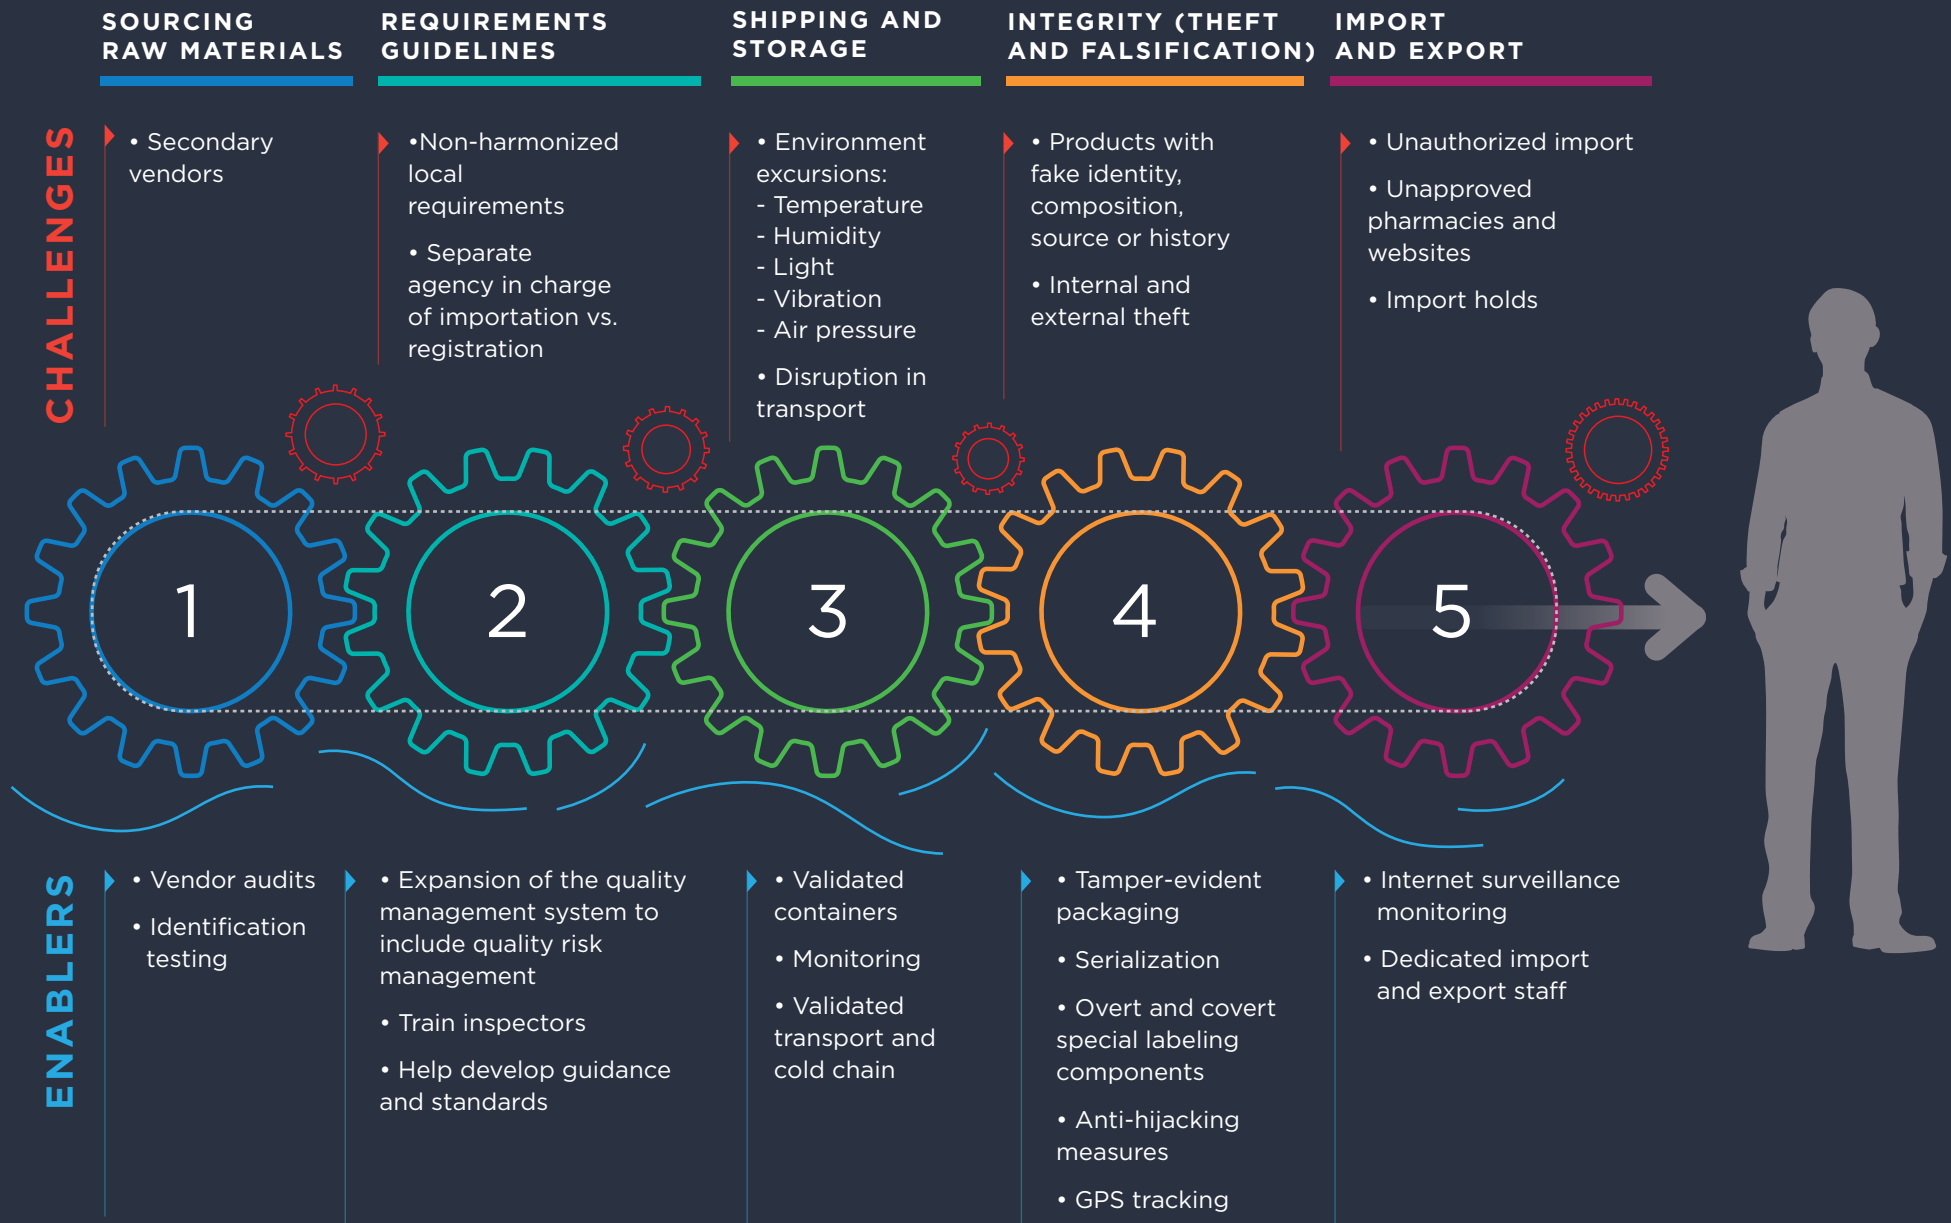 SOURCING
RAW MATERIALS
REQUIREMENTS
GUIDELINES
SHIPPING AND
STORAGE
INTEGRITY (THEFT
AND FALSIFICATION)
IMPORT
AND EXPORT
CHALLENGES
• Secondary
vendors
•Non-harmonized
local
requirements
• Separate
agency in charge
of importation vs.
registration
• Environment
excursions:
- Temperature
- Humidity
- Light
- Vibration
- Air pressure
• Disruption in
transport
• Products with
fake identity,
composition,
source or history
• Internal and
external theft
• Unauthorized import
• Unapproved
pharmacies and
websites
• Import holds
1
2
3
4
5
ENABLERS
• Vendor audits
• Identification
testing
• Expansion of the quality
management system to
include quality risk
management
• Train inspectors
• Help develop guidance
and standards
• Validated
containers
• Monitoring
• Validated
transport and
cold chain
• Tamper-evident
packaging
• Serialization
• Overt and covert
special labeling
components
• Anti-hijacking
measures
• GPS tracking
• Internet surveillance
monitoring
• Dedicated import
and export staff